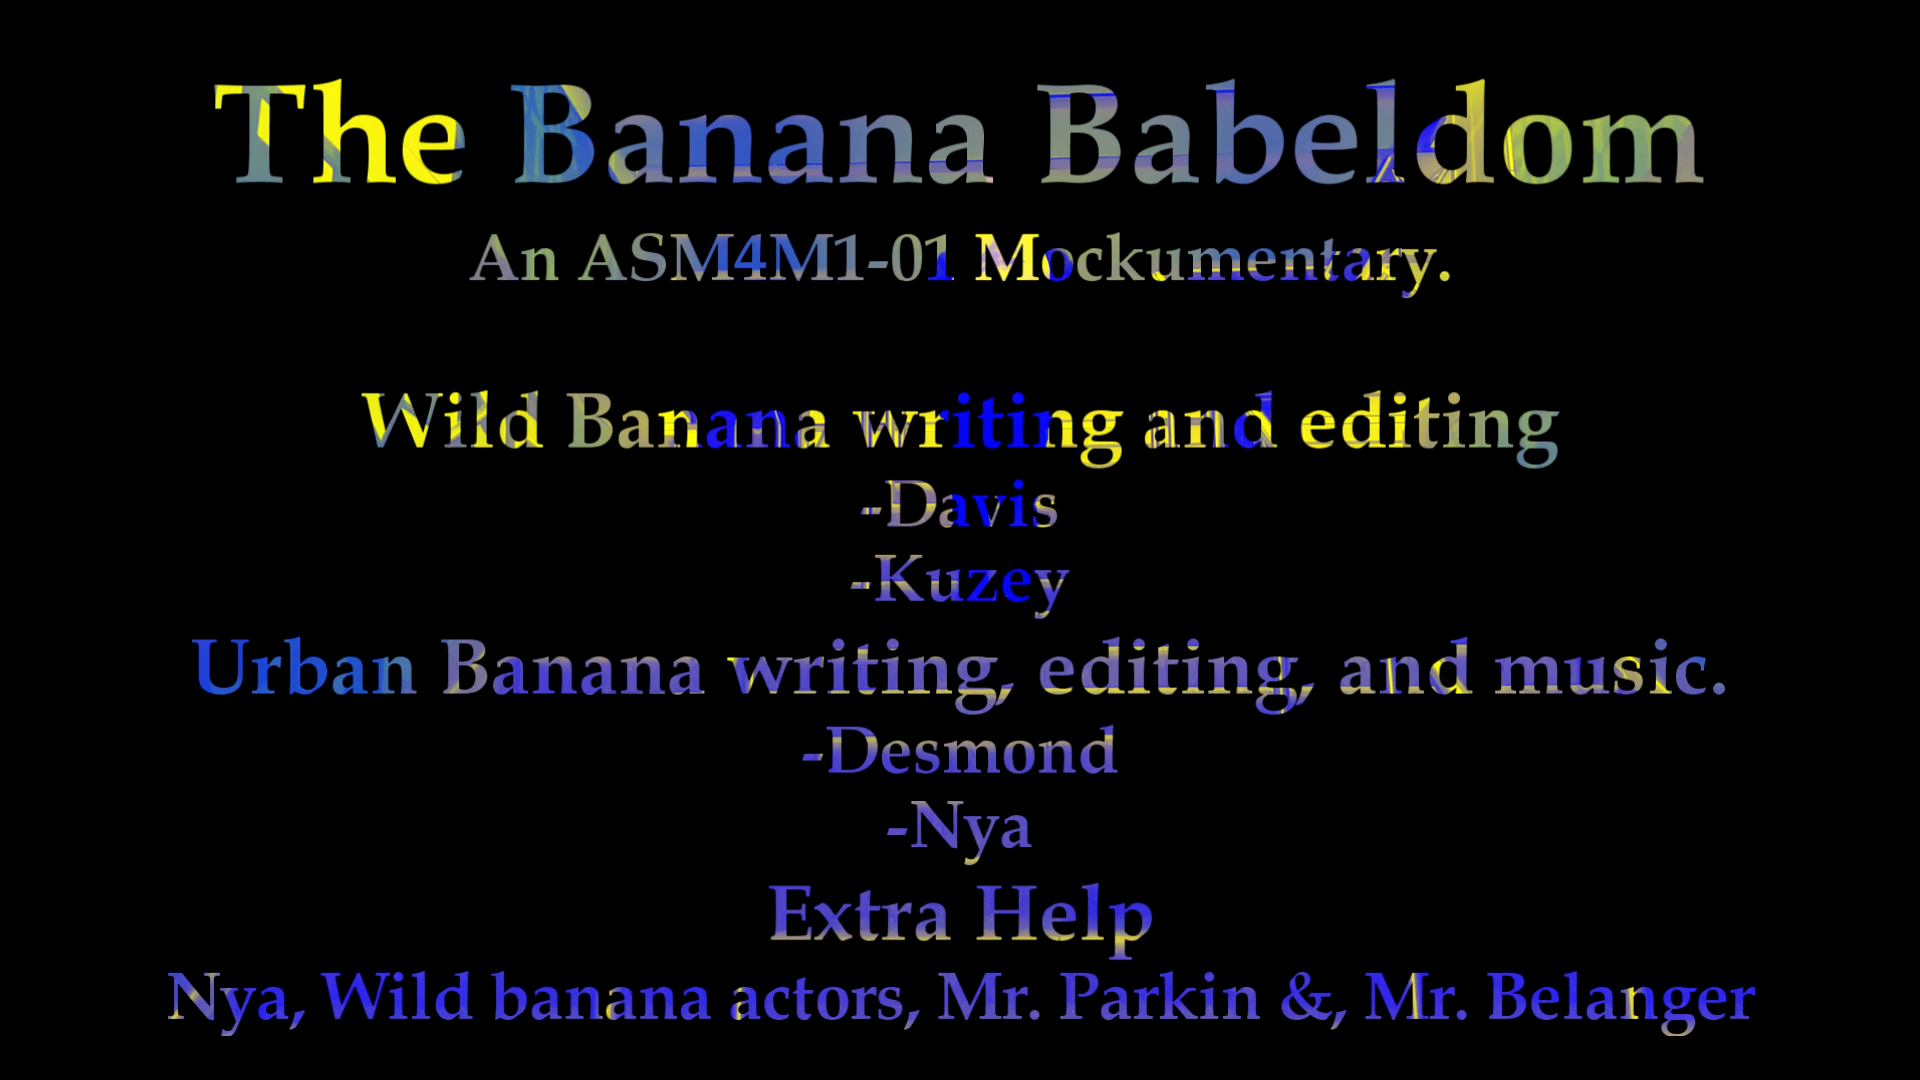 The Banana Babeldom
An ASM4M1-01 Mockumentary.
Wild Banana writing and editing
-Davis
-Kuzey
Urban Banana writing, editing, and music.
-Desmond
-Nya
Extra Help
Nya, Wild banana actors, Mr. Parkin &, Mr. Belanger